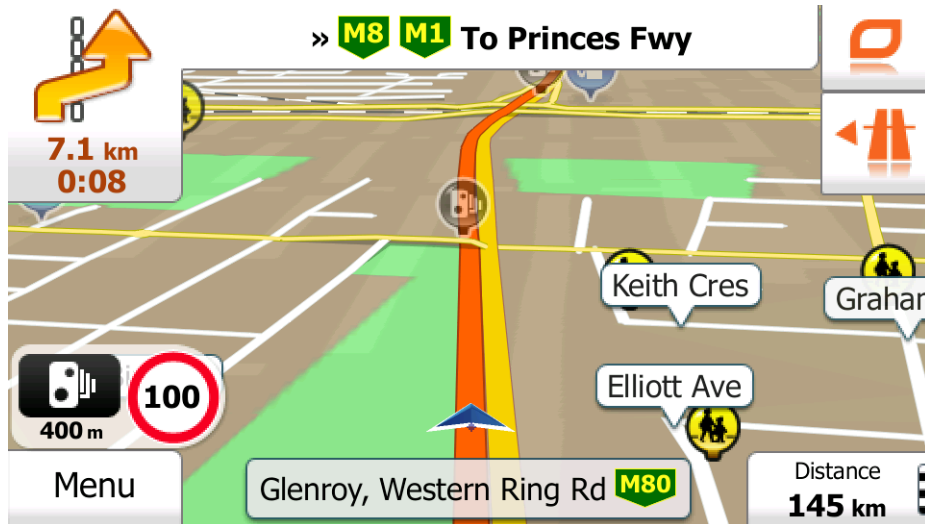 » M8 M1 To Princes Fwy
7.1 km
0:08
Keith Cres
Graha
Elliott Ave
100
400 m
Menu
Glenroy, Western Ring Rd M80
Distance
145 km